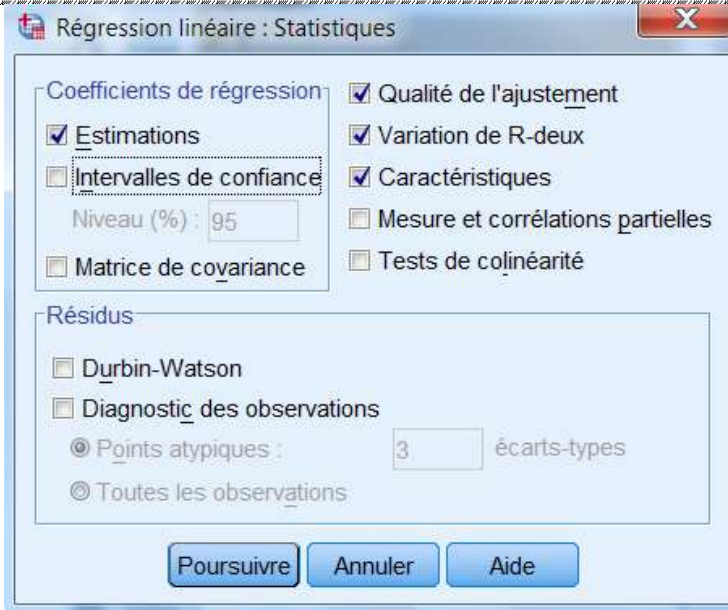 Régression linéaire : Statistiques
Coefficients de régression
Estimations
Intervalles de confiance
Niveau (%) : 95
Matrice de covariance
Qualité de l'ajustement
Variation de R-deux
Caractéristiques
Mesure et corrélations partielles
Tests de colinéarité
Résidus
Durbin-Watson
Diagnostic des observations
Points atypiques : 3 écarts-types
Toutes les observations
Poursuivre Annuler Aide